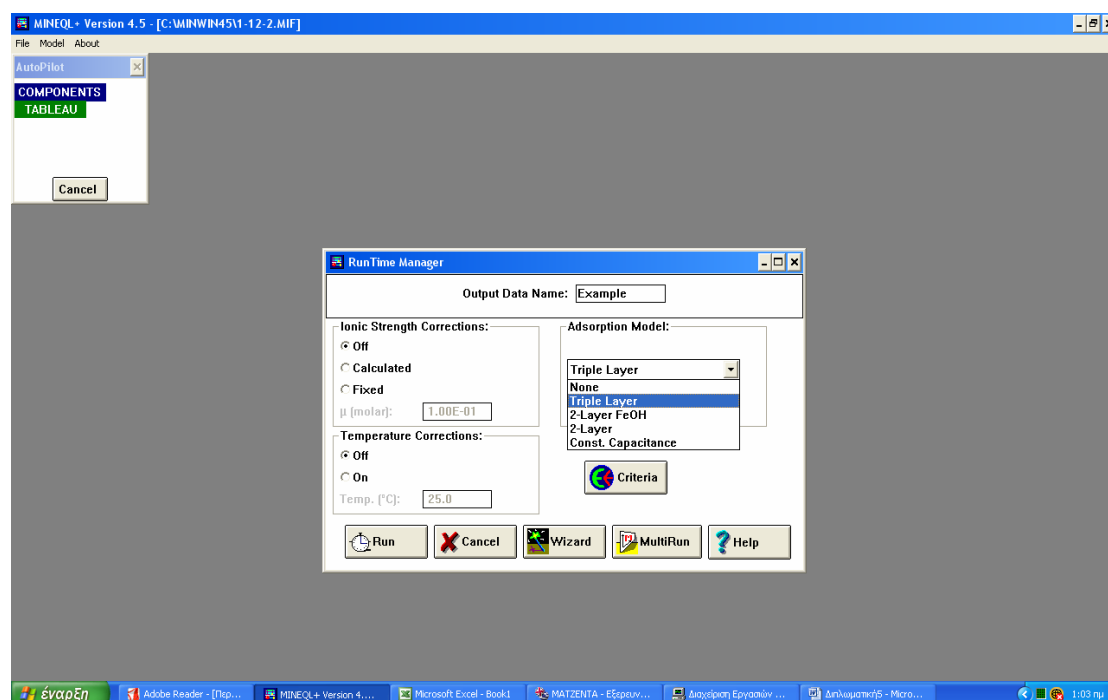 MINEQL+ Version 4.5 - [C:\MINWIN45\1-12-2.MIF]
File Model About
AutoPilot
COMPONENTS
TABLEAU
Cancel
RunTime Manager
Output Data Name: Example
Ionic Strength Corrections:
Off
Calculated
Fixed
µ (molar): 1.00E-01
Temperature Corrections:
Off
On
Temp. (°C): 25.0
Adsorption Model:
Triple Layer
None
Triple Layer
2-Layer FeOH
2-Layer
Const. Capacitance
Criteria
Run Cancel Wizard MultiRun Help
έναρξη Adobe Reader - [Περ... MINEQL+ Version 4.... Microsoft Excel - Book1 ΜΑΤΖΕΝΤΑ - Εξερευν... Διαχείριση Εργασιών ... Διπλωματική5 - Micro... 1:03 πμ